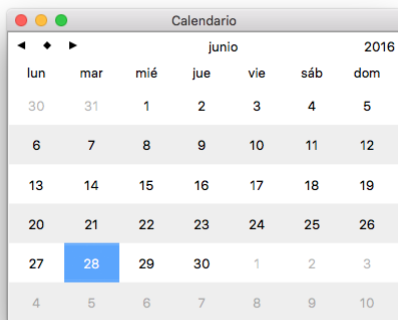 Calendario
◀ ◆ ▶ junio 2016
lun mar mié jue vie sáb dom
30 31 1 2 3 4 5
6 7 8 9 10 11 12
13 14 15 16 17 18 19
20 21 22 23 24 25 26
27 28 29 30 1 2 3
4 5 6 7 8 9 10